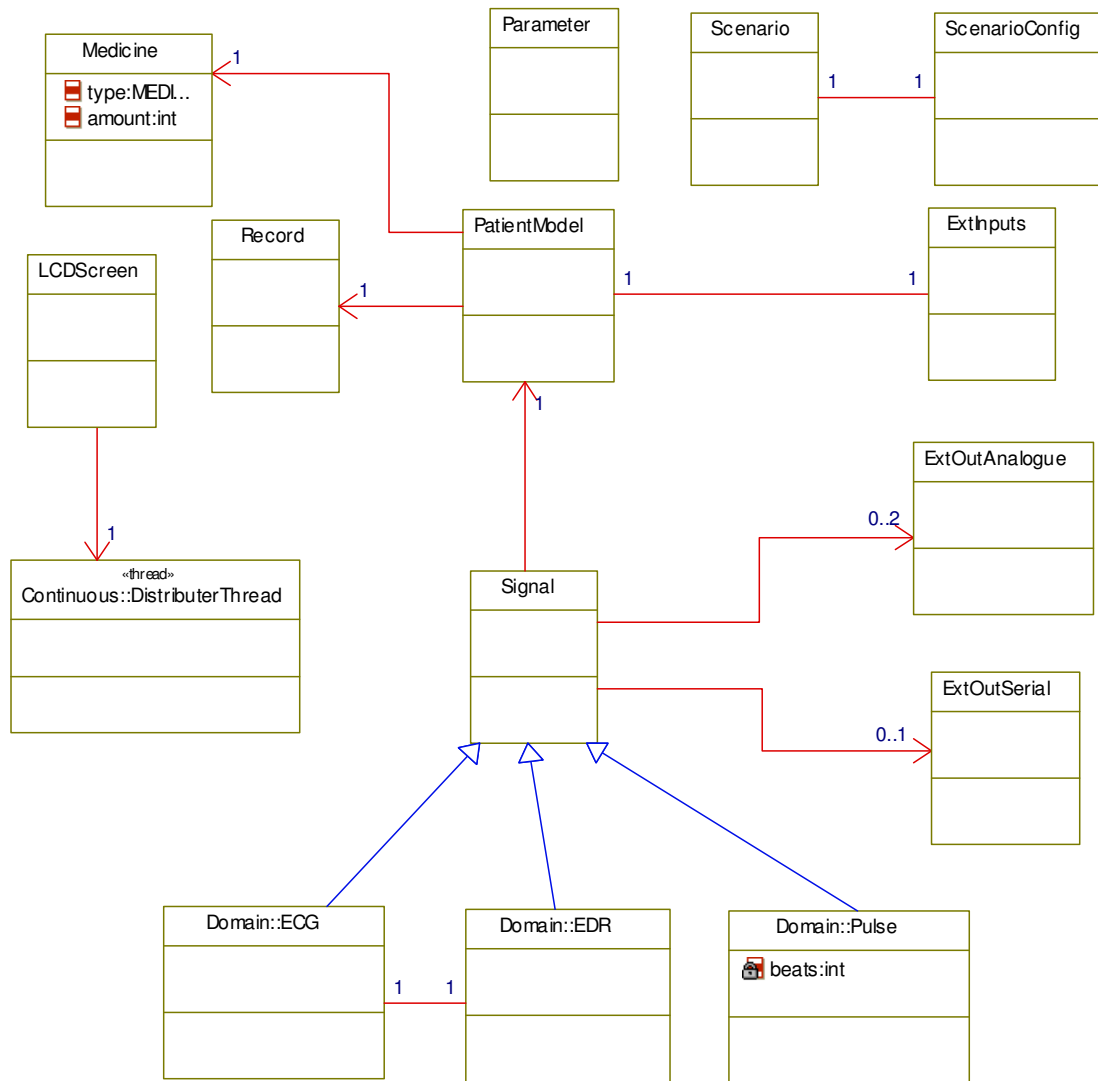 Medicine
type:MEDI...
amount:int
1
Parameter
Scenario
1
1
ScenarioConfig
Record
1
PatientModel
1
1
ExtInputs
LCDScreen
1
1
«thread»
Continuous::DistributerThread
Signal
ExtOutAnalogue
0..2
ExtOutSerial
0..1
Domain::ECG
1
1
Domain::EDR
Domain::Pulse
beats:int